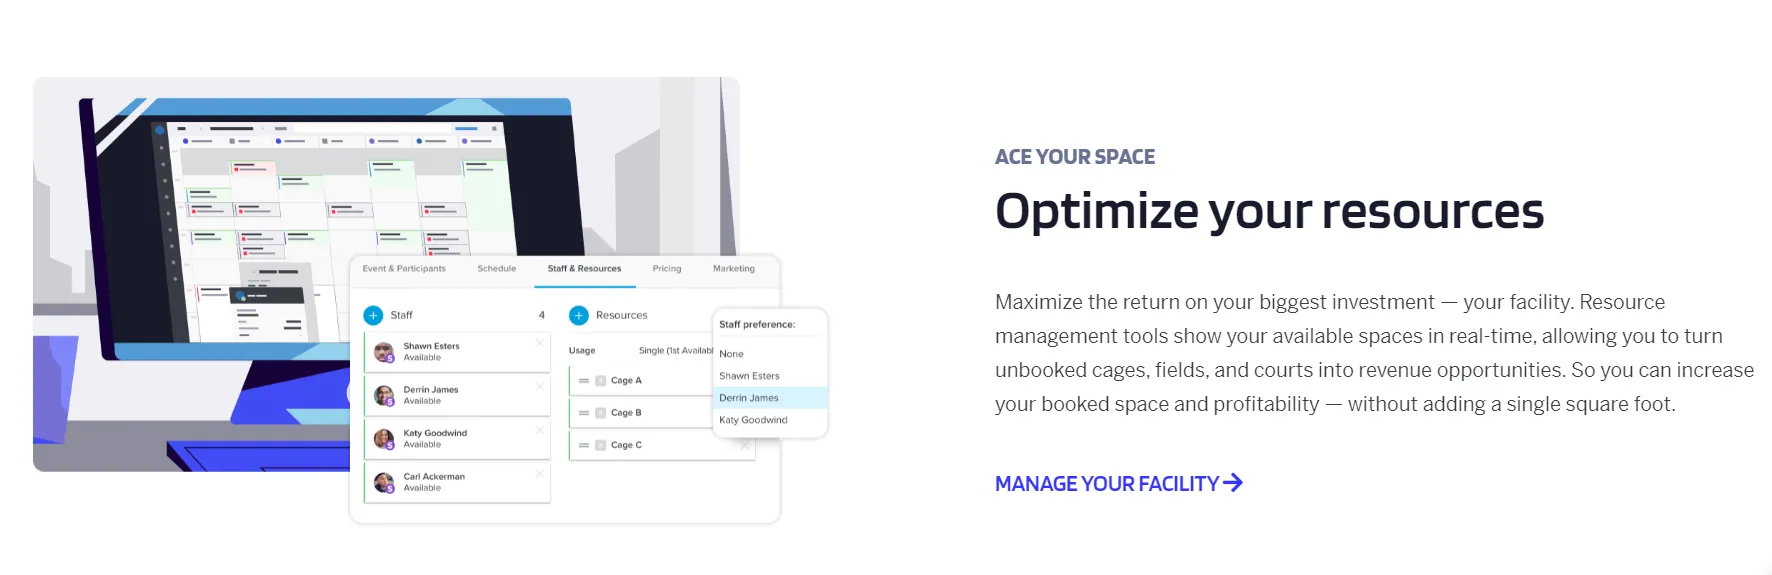 ACE YOUR SPACE
Optimize your resources
Maximize the return on your biggest investment — your facility. Resource
management tools show your available spaces in real-time, allowing you to turn
unbooked cages, fields, and courts into revenue opportunities. So you can increase
your booked space and profitability — without adding a single square foot.
MANAGE YOUR FACILITY
Event & Participants Schedule Staff & Resources Pricing Marketing
Staff 4
Shawn Esters
Available
Derrin James
Available
Katy Goodwind
Available
Carl Ackerman
Available
Resources
Usage Single (1st Availab
Cage A
Cage B
Cage C
Staff preference:
None
Shawn Esters
Derrin James
Katy Goodwind